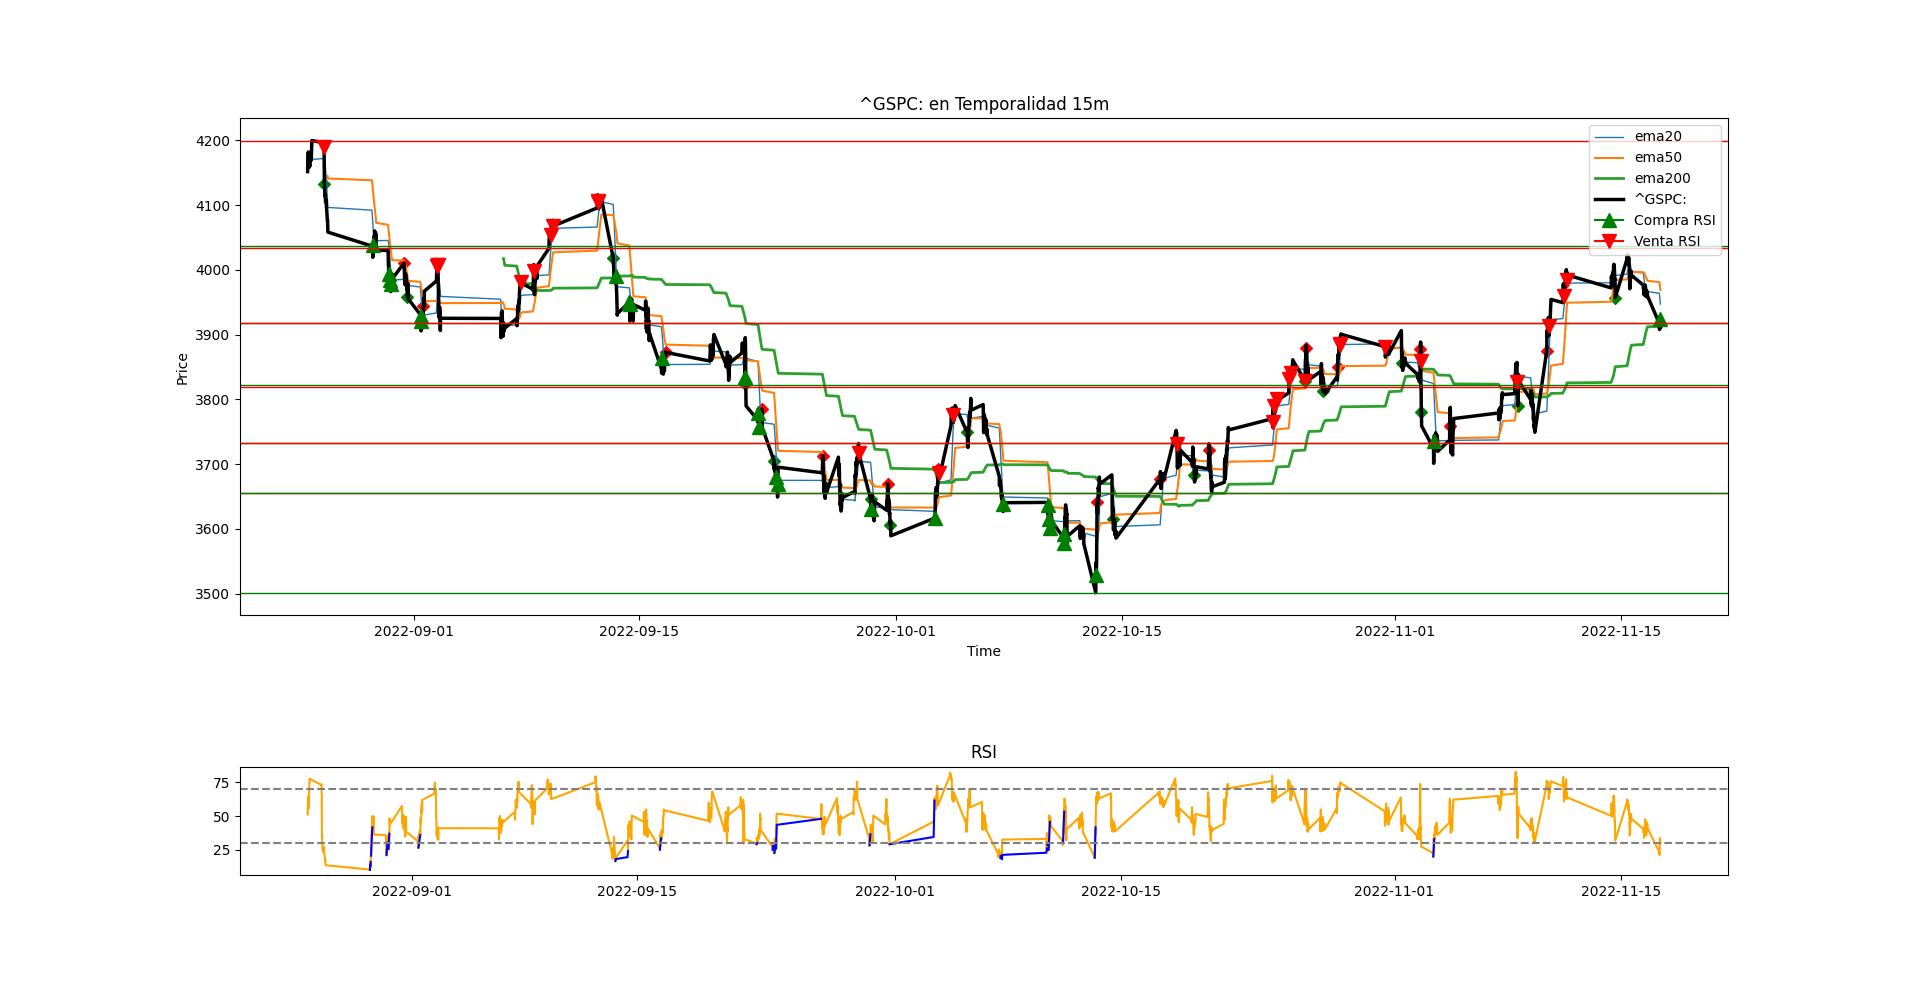 ^GSPC: en Temporalidad 15m
4200
4100
4000
3900
3800
3700
3600
3500
Price
ema20
ema50
ema200
^GSPC:
Compra RSI
Venta RSI
2022-09-01 2022-09-15 2022-10-01 2022-10-15 2022-11-01 2022-11-15
Time
RSI
75
50
25
2022-09-01 2022-09-15 2022-10-01 2022-10-15 2022-11-01 2022-11-15